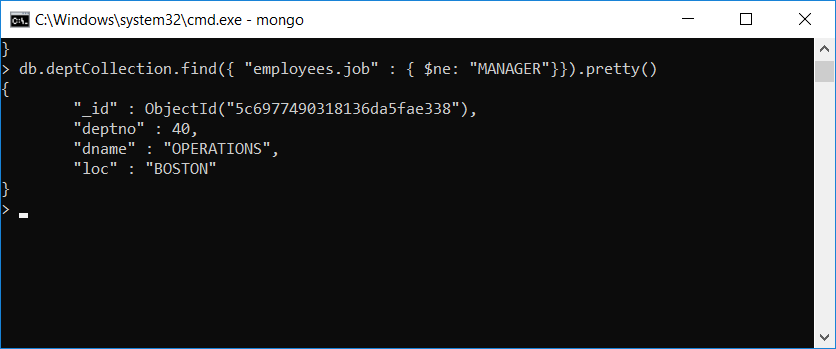 C:\Windows\system32\cmd.exe - mongo
}
> db.deptCollection.find({ "employees.job" : { $ne: "MANAGER"}}).pretty()
{
        "_id" : ObjectId("5c6977490318136da5fae338"),
        "deptno" : 40,
        "dname" : "OPERATIONS",
        "loc" : "BOSTON"
}
>